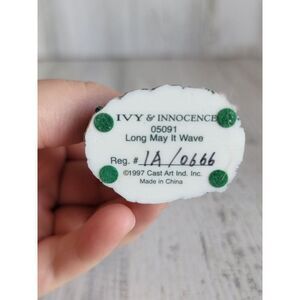 IVY & INNOCENCE
05091
Long May It Wave
Reg. # 1A/0666
©1997 Cast Art Ind. Inc.
Made in China